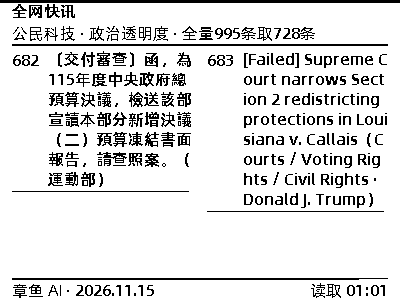 全网快讯
公民科技 · 政治透明度 · 全量995条取728条
682 〔交付審查〕函，為
115年度中央政府總
預算決議，檢送該部
宣讀本部分新增決議
（二）預算凍結書面
報告，請查照案。（
運動部）
683 [Failed] Supreme C
ourt narrows Sect
ion 2 redistricting
protections in Loui
siana v. Callais（C
ourts / Voting Rig
hts / Civil Rights ·
Donald J. Trump）
章鱼 AI · 2026.11.15
读取 01:01